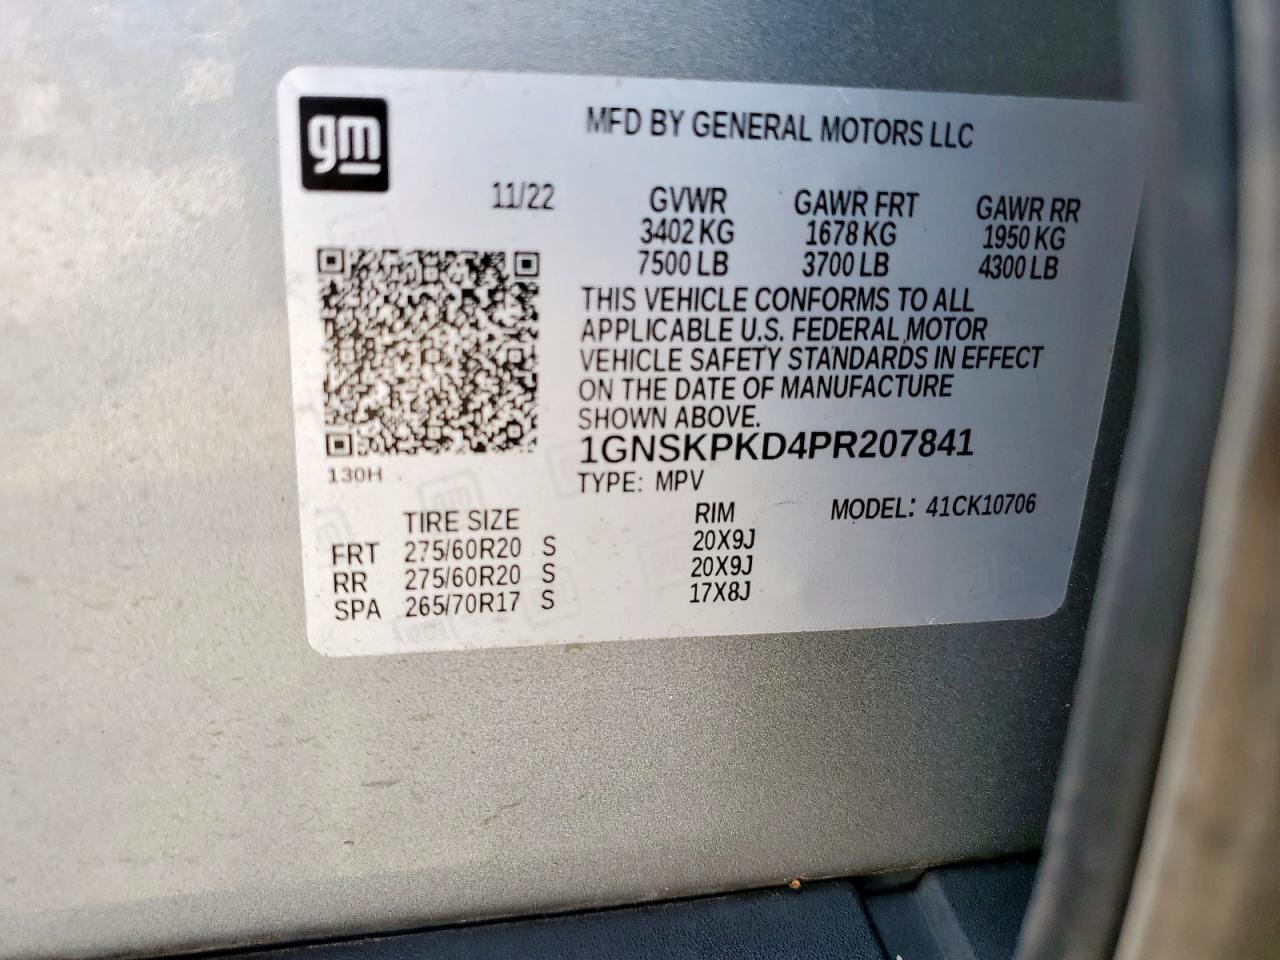 gm
MFD BY GENERAL MOTORS LLC
11/22 GVWR GAWR FRT GAWR RR
3402 KG 1678 KG 1950 KG
7500 LB 3700 LB 4300 LB
THIS VEHICLE CONFORMS TO ALL
APPLICABLE U.S. FEDERAL MOTOR
VEHICLE SAFETY STANDARDS IN EFFECT
ON THE DATE OF MANUFACTURE
SHOWN ABOVE.
1GNSKPKD4PR207841
130H
TYPE: MPV
TIRE SIZE RIM MODEL: 41CK10706
FRT 275/60R20 S 20X9J
RR 275/60R20 S 20X9J
SPA 265/70R17 S 17X8J